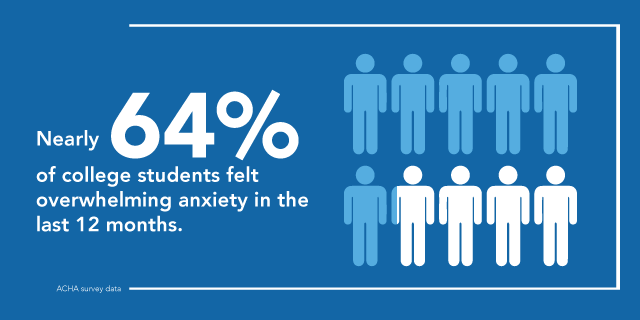 Nearly 64%
of college students felt
overwhelming anxiety in the
last 12 months.
ACHA survey data